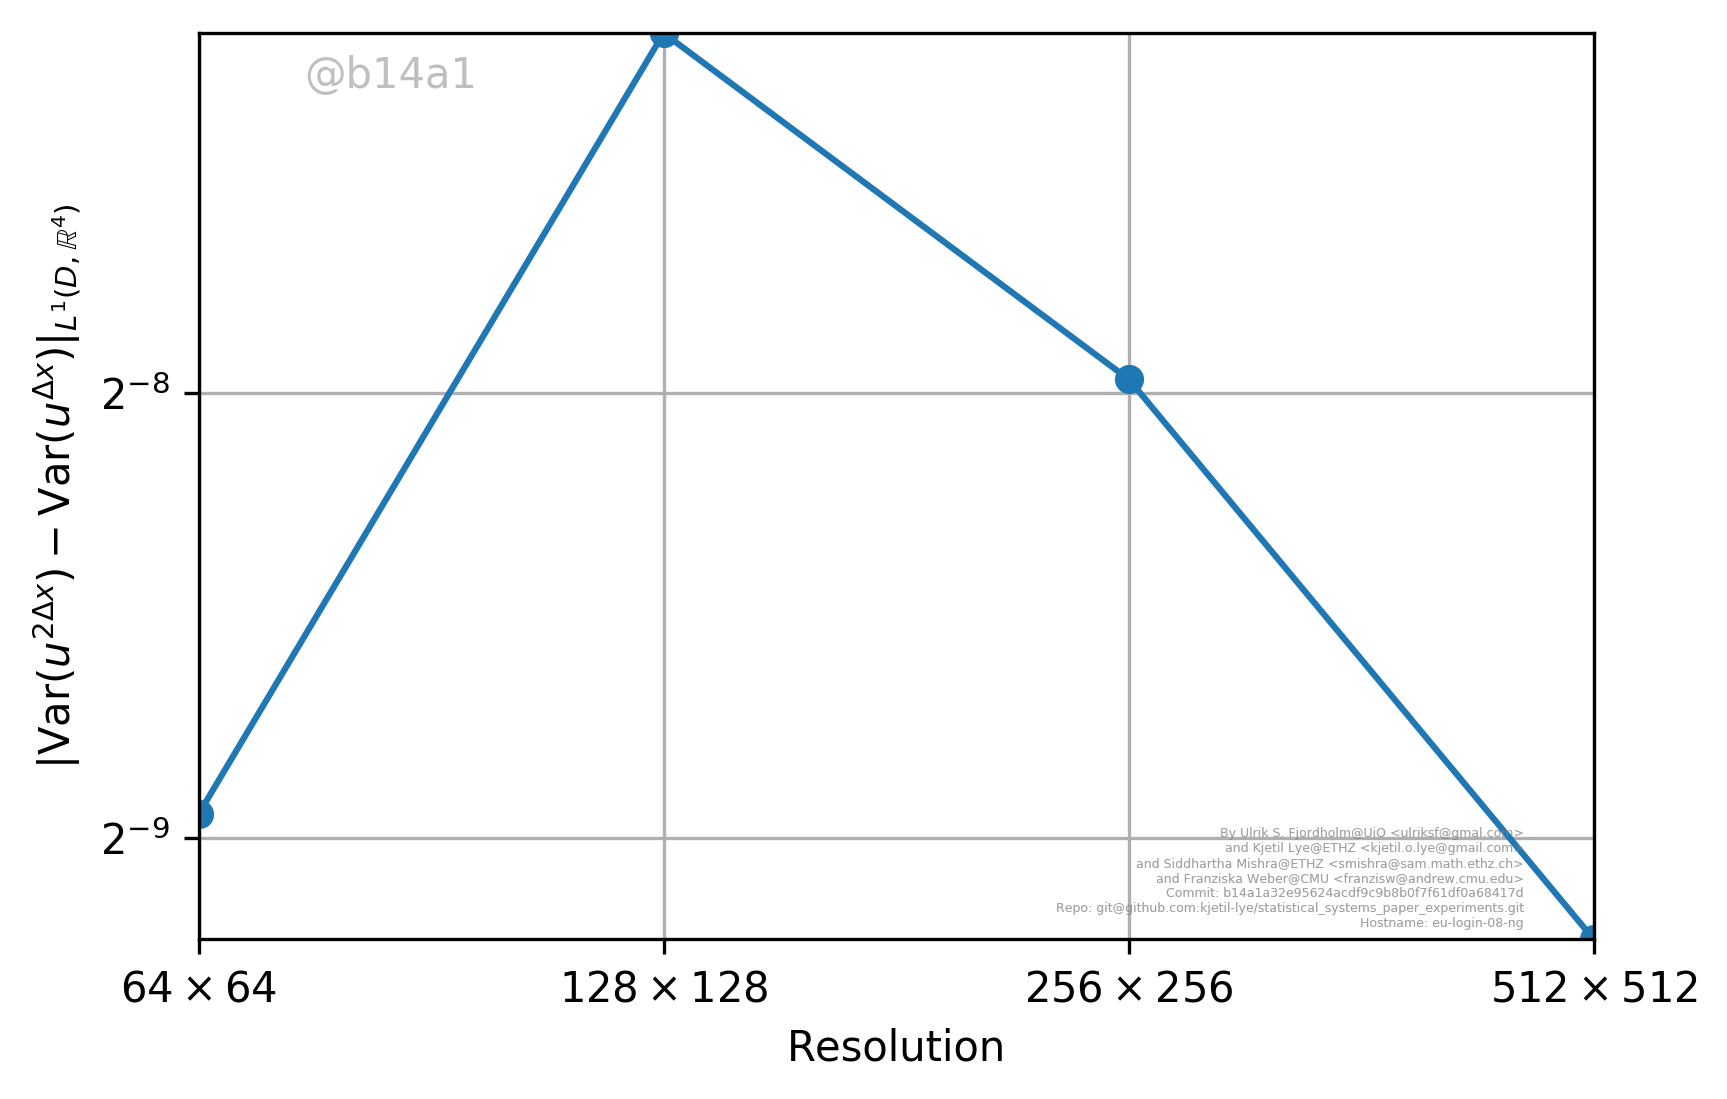 @b14a1
|Var(u^{2Δx}) − Var(u^{Δx})|_{L^1(D, ℝ^4)}
2^{−8}
2^{−9}
By Ulrik S. Fjordholm@UiO <ulriksf@gmal.com>
and Kjetil Lye@ETHZ <kjetil.o.lye@gmail.com>
and Siddhartha Mishra@ETHZ <smishra@sam.math.ethz.ch>
and Franziska Weber@CMU <franzisw@andrew.cmu.edu>
Commit: b14a1a32e95624acdf9c9b8b0f7f61df0a68417d
Repo: git@github.com:kjetil-lye/statistical_systems_paper_experiments.git
Hostname: eu-login-08-ng
64 × 64 128 × 128 256 × 256 512 × 512
Resolution